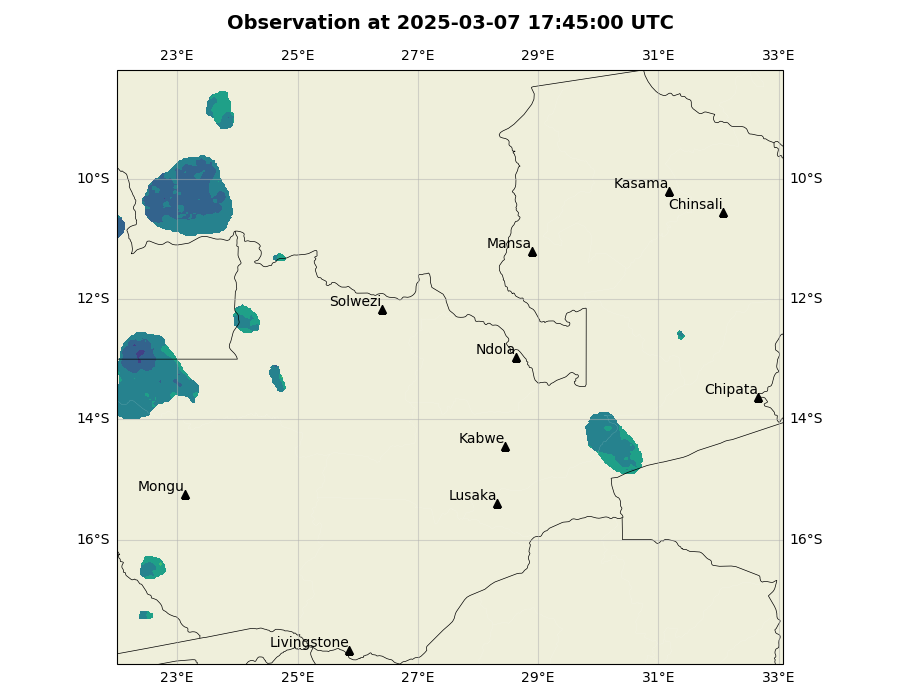 Observation at 2025-03-07 17:45:00 UTC
23°E 25°E 27°E 29°E 31°E 33°E
10°S 10°S
Kasama
Chinsali
Mansa
12°S 12°S
Solwezi
Ndola
Chipata
14°S 14°S
Kabwe
Mongu
Lusaka
16°S 16°S
Livingstone
23°E 25°E 27°E 29°E 31°E 33°E